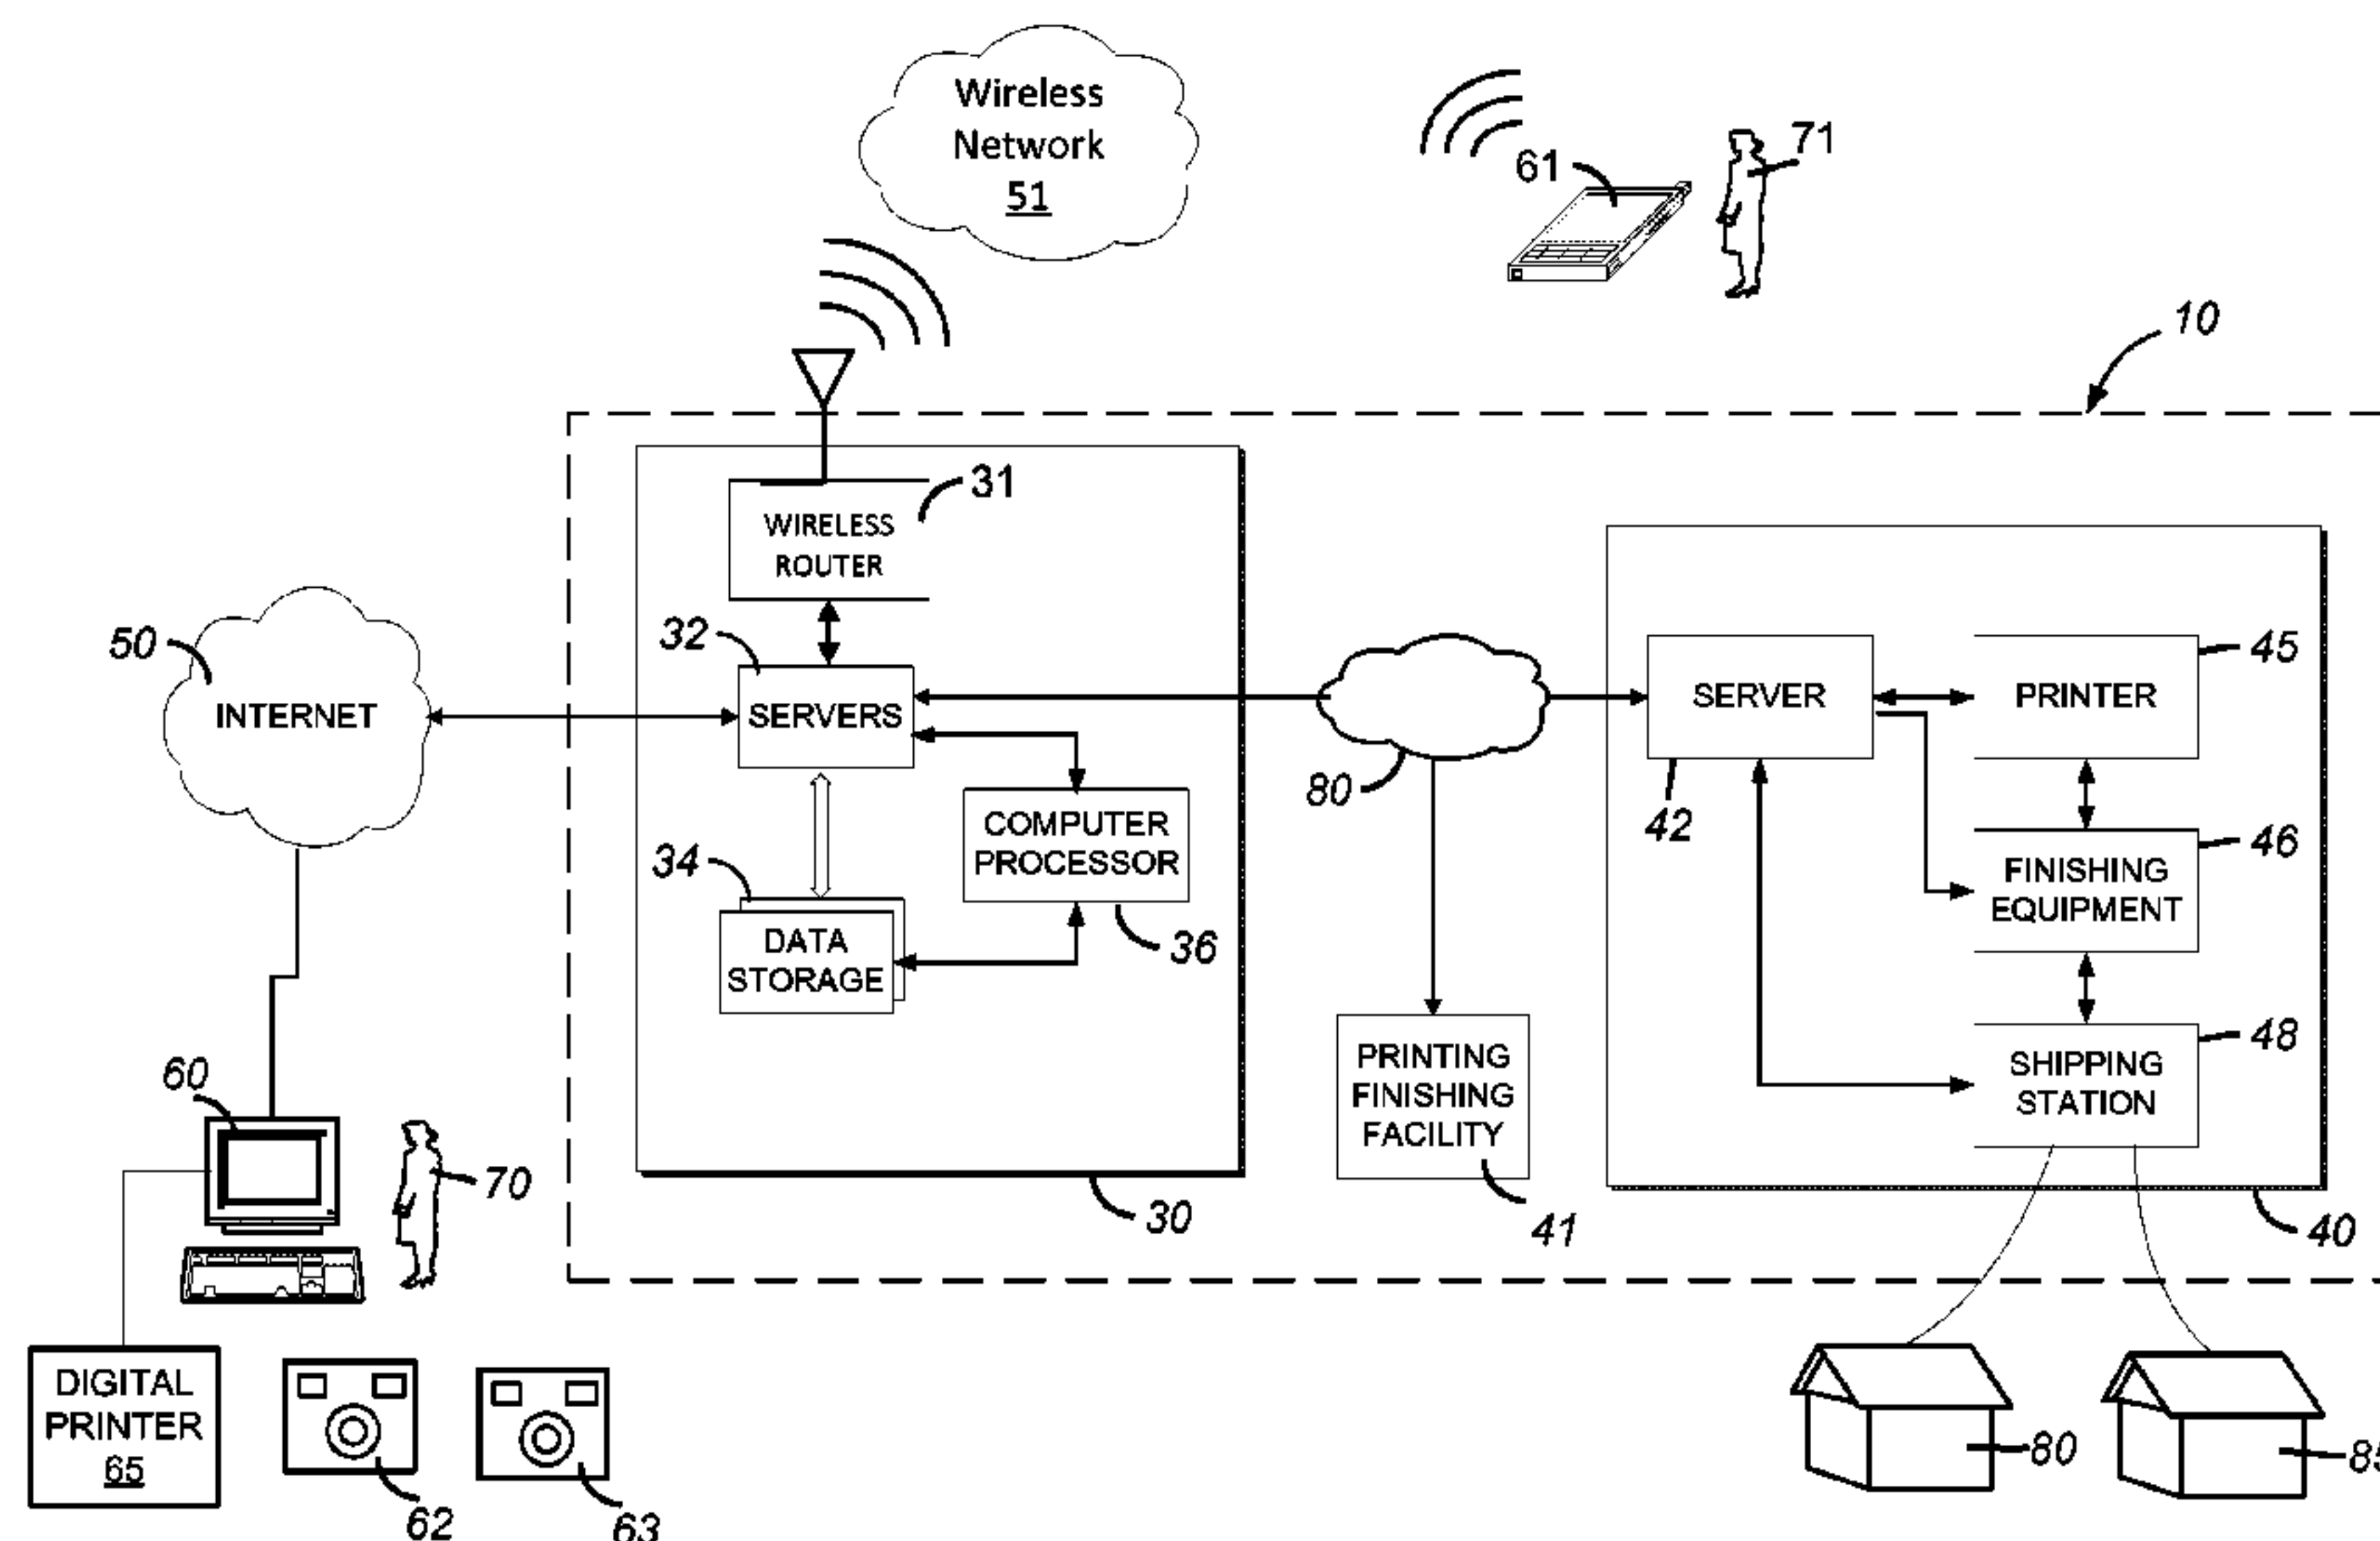 Wireless
Network
51
61
71
10
31
WIRELESS
ROUTER
32
50
INTERNET
SERVERS
80
SERVER
42
PRINTER
45
COMPUTER
PROCESSOR
36
34
DATA
STORAGE
FINISHING
EQUIPMENT
46
PRINTING
FINISHING
FACILITY
41
SHIPPING
STATION
48
60
70
30
40
DIGITAL
PRINTER
65
62
63
80
85